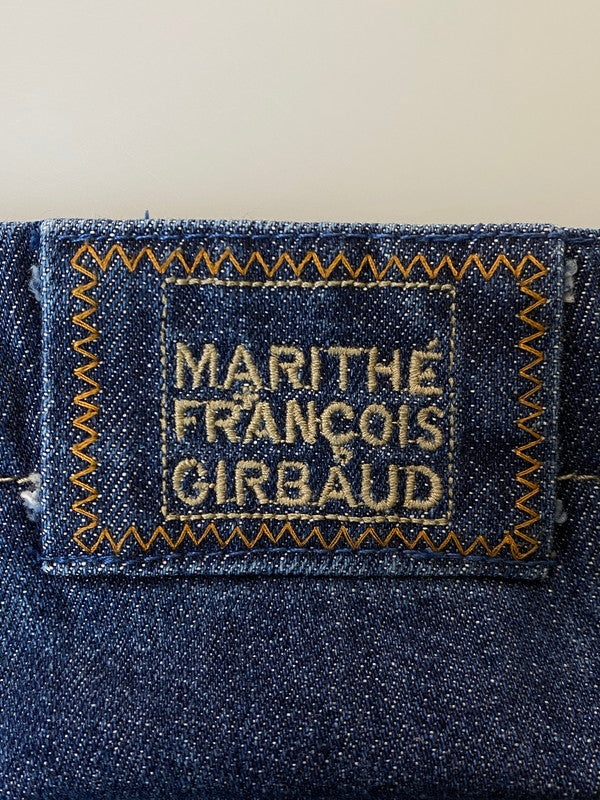 MARITHÉ
+
FRANÇOIS
GIRBAUD